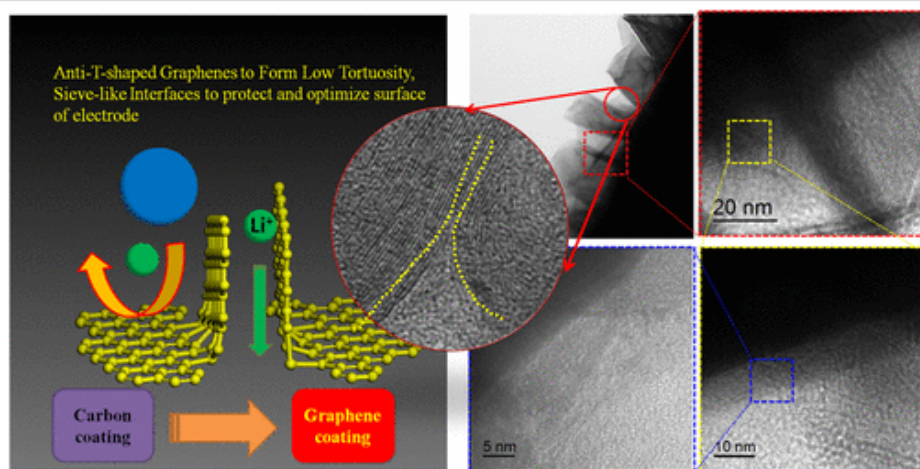 Anti-T-shaped Graphenes to Form Low Tortuosity,
Sieve-like Interfaces to protect and optimize surface
of electrode
Li+
Carbon
coating
Graphene
coating
20 nm
5 nm
10 nm